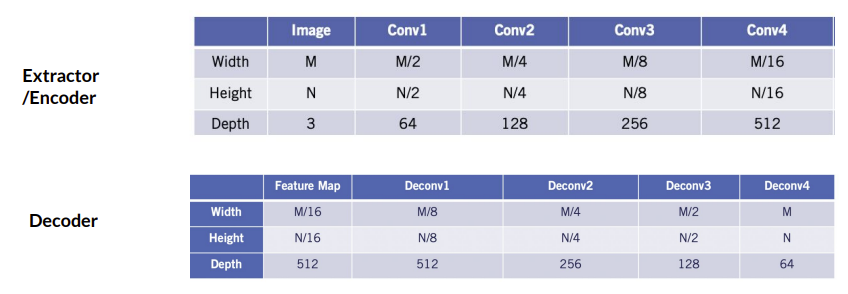 Extractor
/Encoder
Image Conv1 Conv2 Conv3 Conv4
Width M M/2 M/4 M/8 M/16
Height N N/2 N/4 N/8 N/16
Depth 3 64 128 256 512
Decoder
Feature Map Deconv1 Deconv2 Deconv3 Deconv4
Width M/16 M/8 M/4 M/2 M
Height N/16 N/8 N/4 N/2 N
Depth 512 512 256 128 64